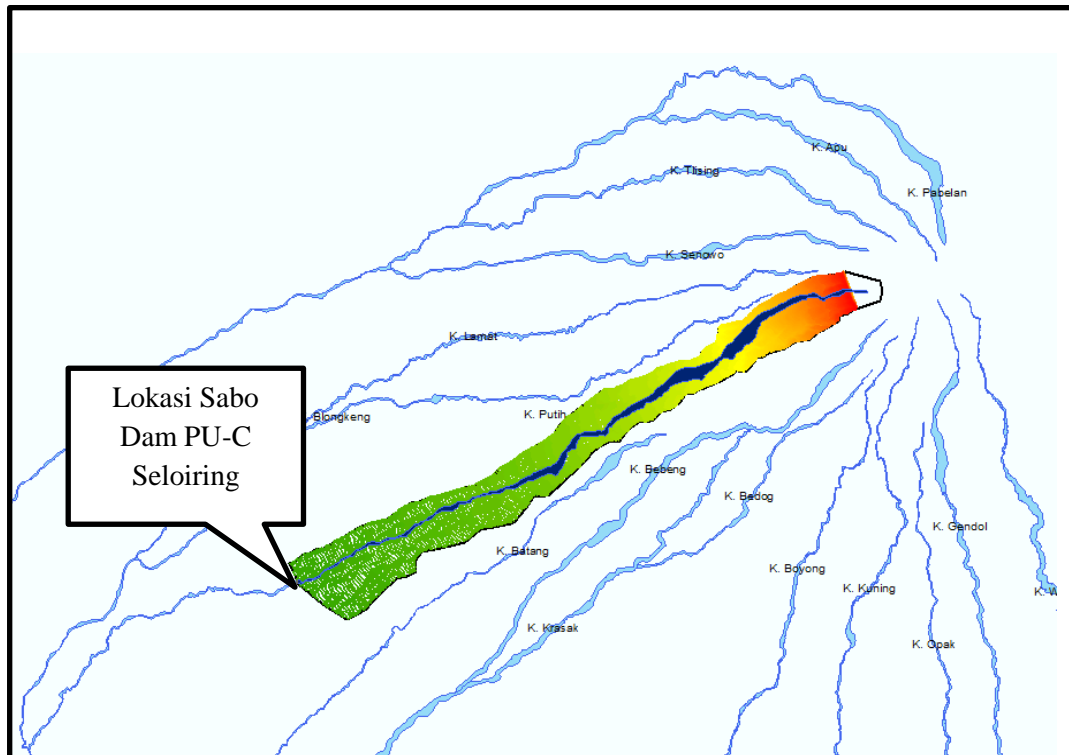 K. Apu
K. Tlising
K. Pabelan
K. Senowo
K. Lamat
Lokasi Sabo
Dam PU-C
Seloiring
Blongkeng
K. Putih
K. Bebeng
K. Bedog
K. Batang
K. Gendol
K. Boyong
K. Kuning
K. W
K. Krasak
K. Opak